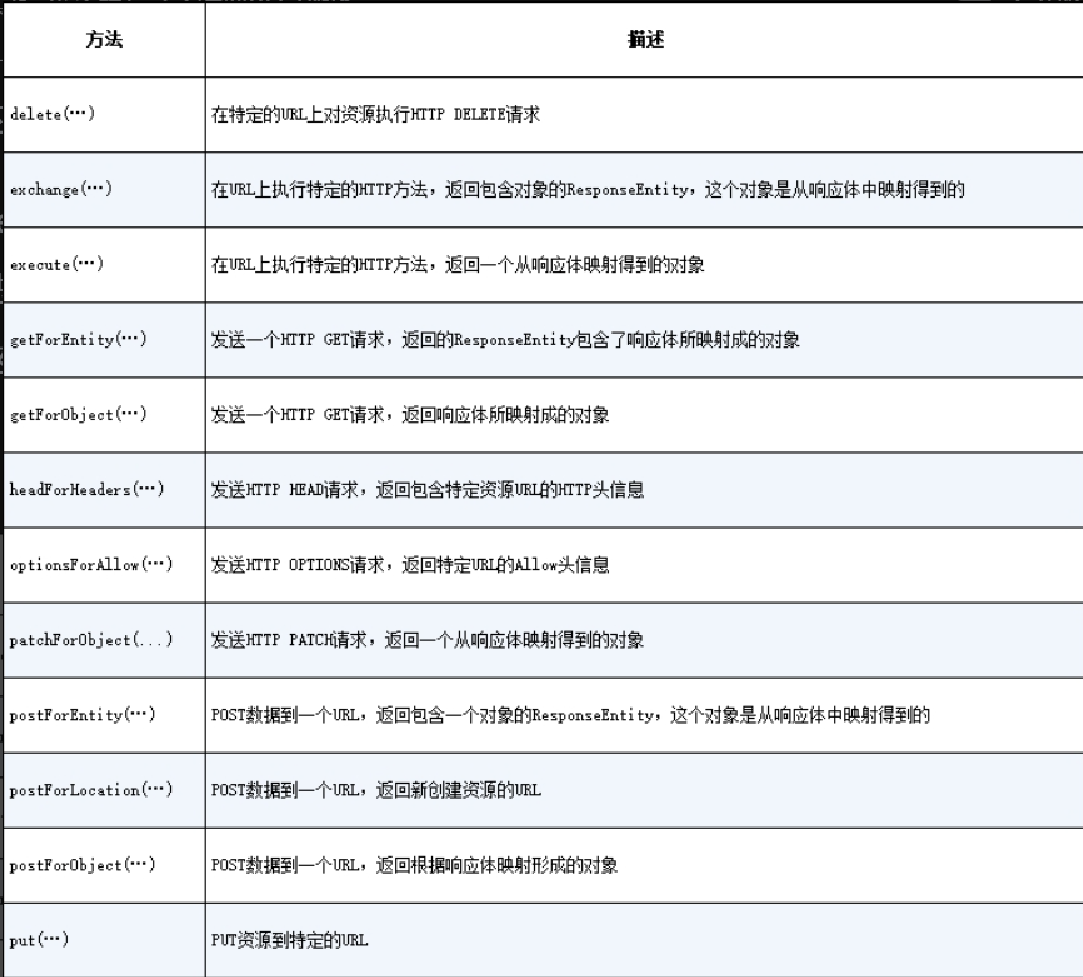 方法 描述
delete(…) 在特定的URL上对资源执行HTTP DELETE请求
exchange(…) 在URL上执行特定的HTTP方法，返回包含对象的ResponseEntity，这个对象是从响应体中映射得到的
execute(…) 在URL上执行特定的HTTP方法，返回一个从响应体映射得到的对象
getForEntity(…) 发送一个HTTP GET请求，返回的ResponseEntity包含了响应体所映射成的对象
getForObject(…) 发送一个HTTP GET请求，返回响应体所映射成的对象
headForHeaders(…) 发送HTTP HEAD请求，返回包含特定资源URL的HTTP头信息
optionsForAllow(…) 发送HTTP OPTIONS请求，返回特定URL的Allow头信息
patchForObject(...) 发送HTTP PATCH请求，返回一个从响应体映射得到的对象
postForEntity(…) POST数据到一个URL，返回包含一个对象的ResponseEntity，这个对象是从响应体中映射得到的
postForLocation(…) POST数据到一个URL，返回新创建资源的URL
postForObject(…) POST数据到一个URL，返回根据响应体映射形成的对象
put(…) PUT资源到特定的URL